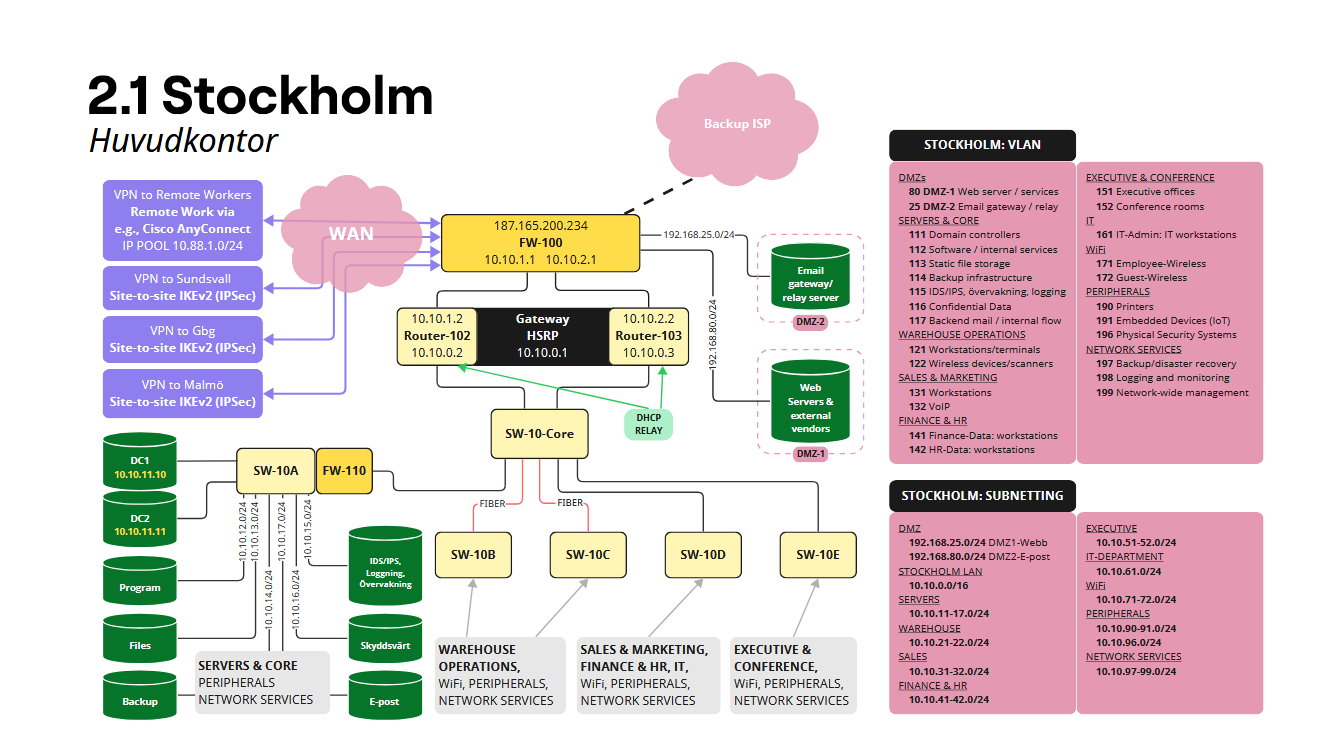 2.1 Stockholm
Huvudkontor
Backup ISP
WAN
VPN to Remote Workers
Remote Work via
e.g., Cisco AnyConnect
IP POOL 10.88.1.0/24
VPN to Sundsvall
Site-to-site IKEv2 (IPSec)
VPN to Gbg
Site-to-site IKEv2 (IPSec)
VPN to Malmö
Site-to-site IKEv2 (IPSec)
187.165.200.234
FW-100
10.10.1.1 10.10.2.1
10.10.1.2
Router-102
10.10.0.2
Gateway
HSRP
10.10.0.1
10.10.2.2
Router-103
10.10.0.3
192.168.25.0/24
192.168.80.0/24
Email
gateway/
relay server
DMZ-2
Web
Servers &
external
vendors
DMZ-1
DHCP
RELAY
SW-10-Core
DC1
10.10.11.10
DC2
10.10.11.11
Program
Files
Backup
SW-10A
FW-110
10.10.12.0/24
10.10.13.0/24
10.10.14.0/24
10.10.17.0/24
10.10.16.0/24
10.10.15.0/24
IDS/IPS,
Loggning,
Övervakning
Skyddsvärt
E-post
SERVERS & CORE
PERIPHERALS
NETWORK SERVICES
FIBER
FIBER
SW-10B
SW-10C
SW-10D
SW-10E
WAREHOUSE
OPERATIONS,
WiFi, PERIPHERALS,
NETWORK SERVICES
SALES & MARKETING,
FINANCE & HR, IT,
WiFi, PERIPHERALS,
NETWORK SERVICES
EXECUTIVE &
CONFERENCE,
WiFi, PERIPHERALS,
NETWORK SERVICES
STOCKHOLM: VLAN
DMZs
80 DMZ-1 Web server / services
25 DMZ-2 Email gateway / relay
SERVERS & CORE
111 Domain controllers
112 Software / internal services
113 Static file storage
114 Backup infrastructure
115 IDS/IPS, övervakning, logging
116 Confidential Data
117 Backend mail / internal flow
WAREHOUSE OPERATIONS
121 Workstations/terminals
122 Wireless devices/scanners
SALES & MARKETING
131 Workstations
132 VoIP
FINANCE & HR
141 Finance-Data: workstations
142 HR-Data: workstations
EXECUTIVE & CONFERENCE
151 Executive offices
152 Conference rooms
IT
161 IT-Admin: IT workstations
WiFi
171 Employee-Wireless
172 Guest-Wireless
PERIPHERALS
190 Printers
191 Embedded Devices (IoT)
196 Physical Security Systems
NETWORK SERVICES
197 Backup/disaster recovery
198 Logging and monitoring
199 Network-wide management
STOCKHOLM: SUBNETTING
DMZ
192.168.25.0/24 DMZ1-Webb
192.168.80.0/24 DMZ2-E-post
STOCKHOLM LAN
10.10.0.0/16
SERVERS
10.10.11-17.0/24
WAREHOUSE
10.10.21-22.0/24
SALES
10.10.31-32.0/24
FINANCE & HR
10.10.41-42.0/24
EXECUTIVE
10.10.51-52.0/24
IT-DEPARTMENT
10.10.61.0/24
WiFi
10.10.71-72.0/24
PERIPHERALS
10.10.90-91.0/24
10.10.96.0/24
NETWORK SERVICES
10.10.97-99.0/24